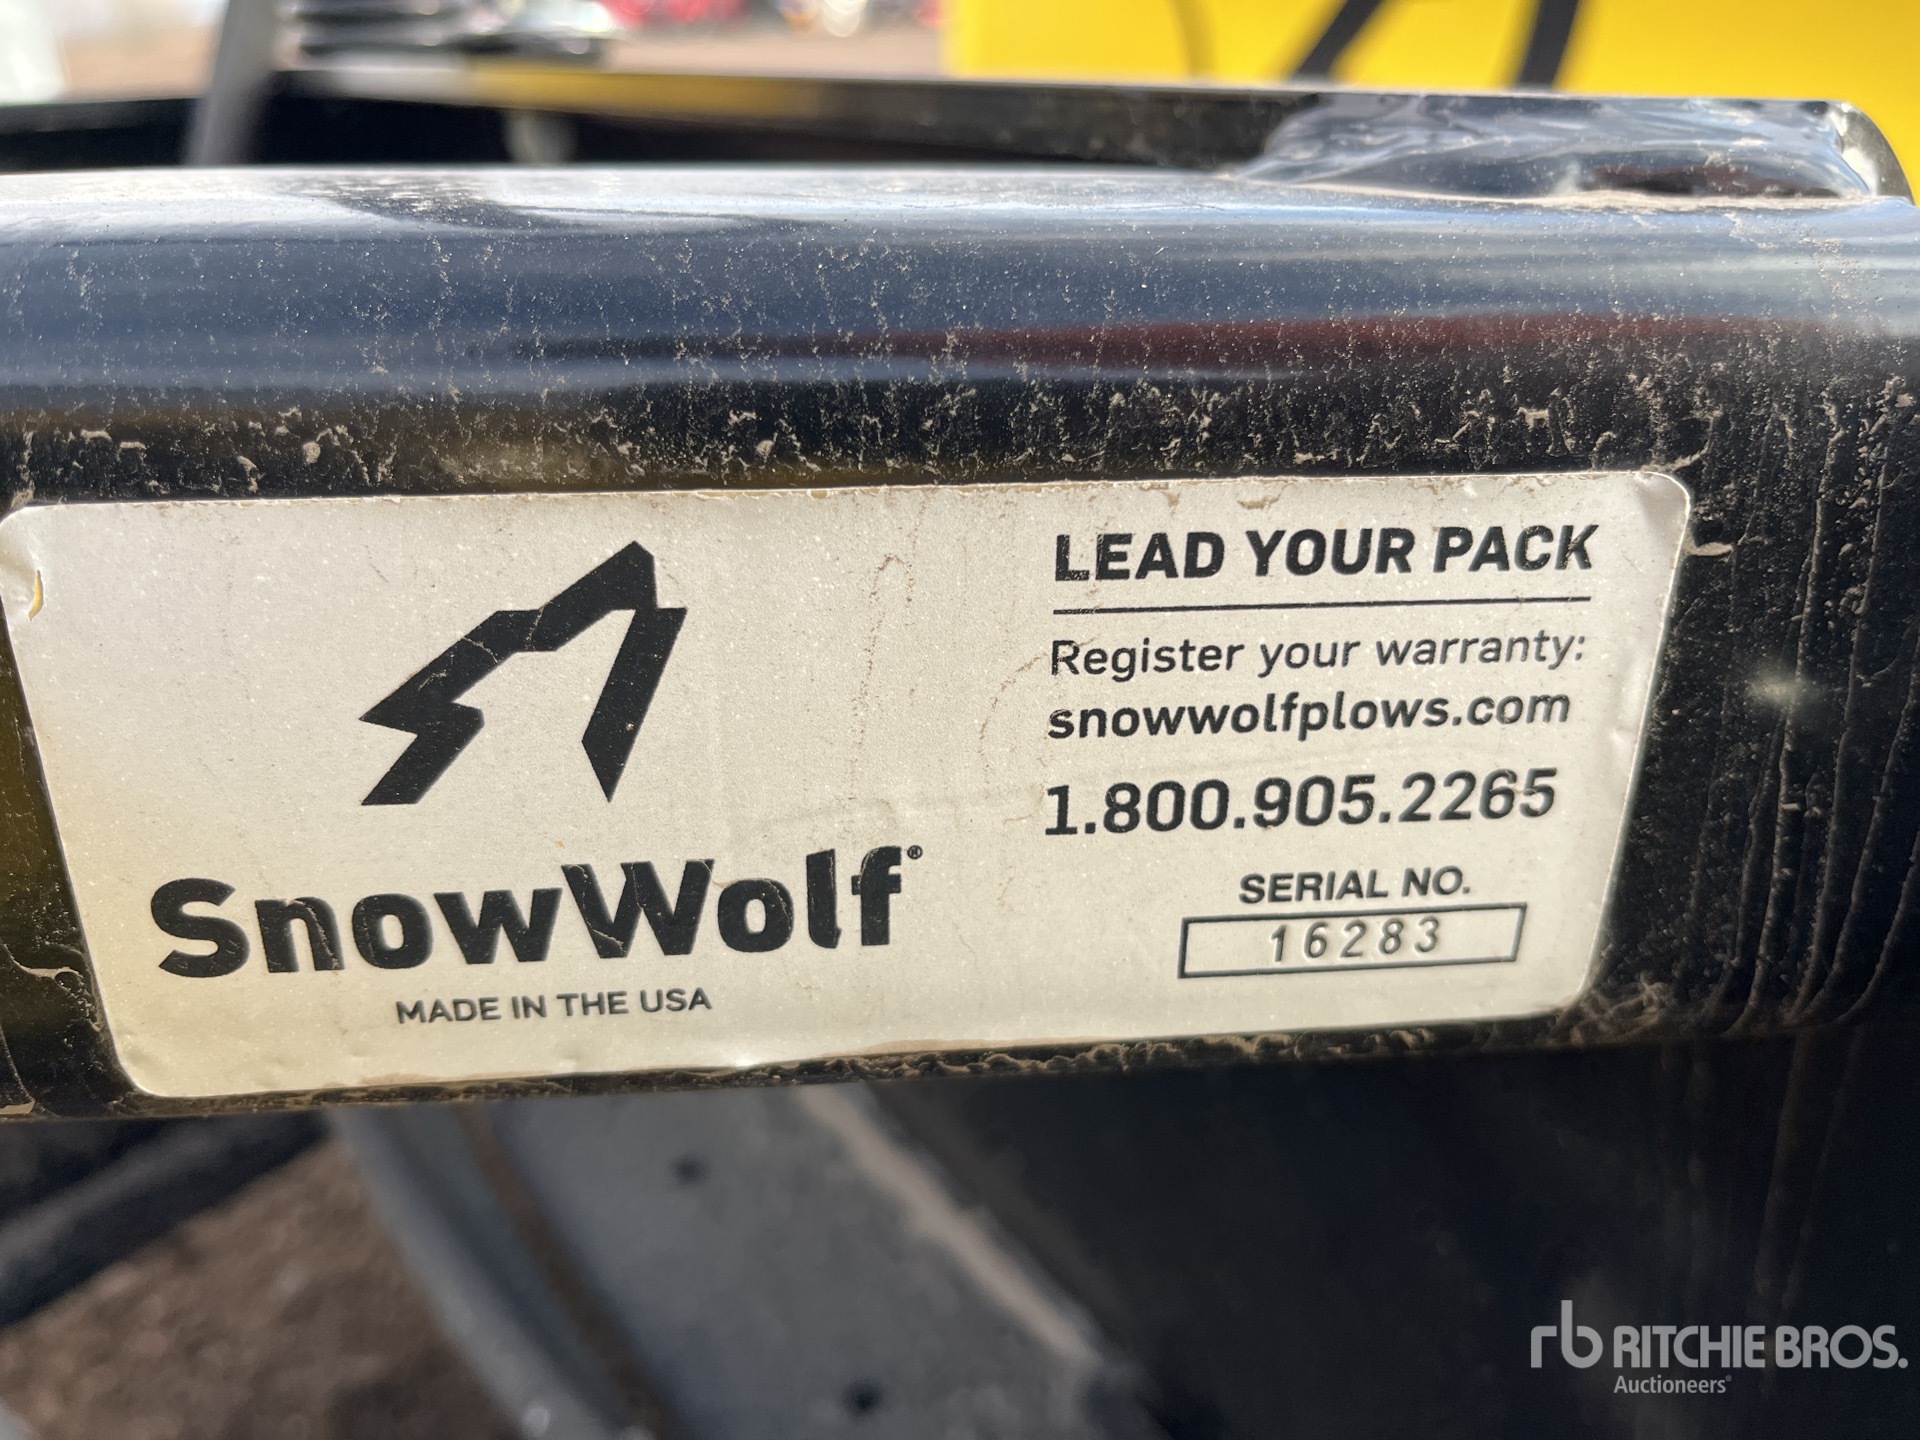 SnowWolf®
MADE IN THE USA
LEAD YOUR PACK
Register your warranty:
snowwolfplows.com
1.800.905.2265
SERIAL NO.
16283
rb RITCHIE BROS.
Auctioneers®